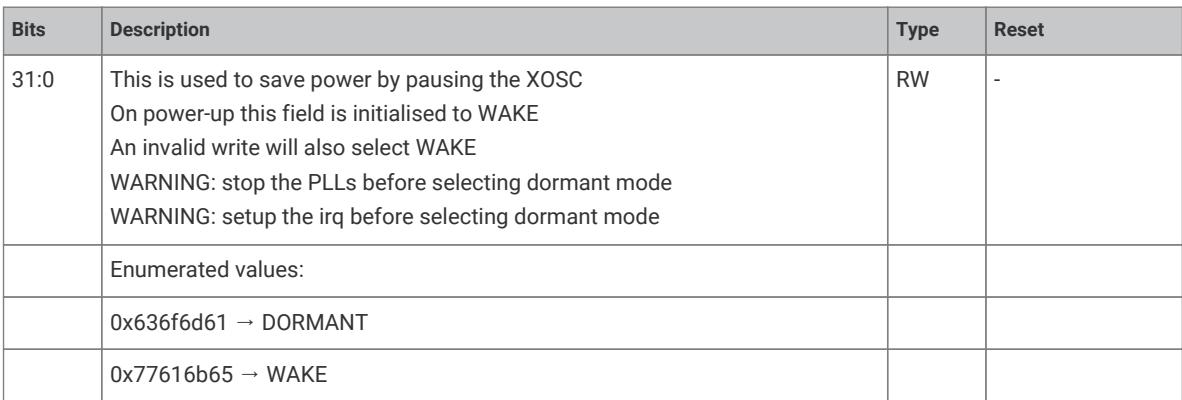 Bits Description Type Reset
31:0 This is used to save power by pausing the XOSC RW -
On power-up this field is initialised to WAKE
An invalid write will also select WAKE
WARNING: stop the PLLs before selecting dormant mode
WARNING: setup the irq before selecting dormant mode
Enumerated values:
0x636f6d61 → DORMANT
0x77616b65 → WAKE